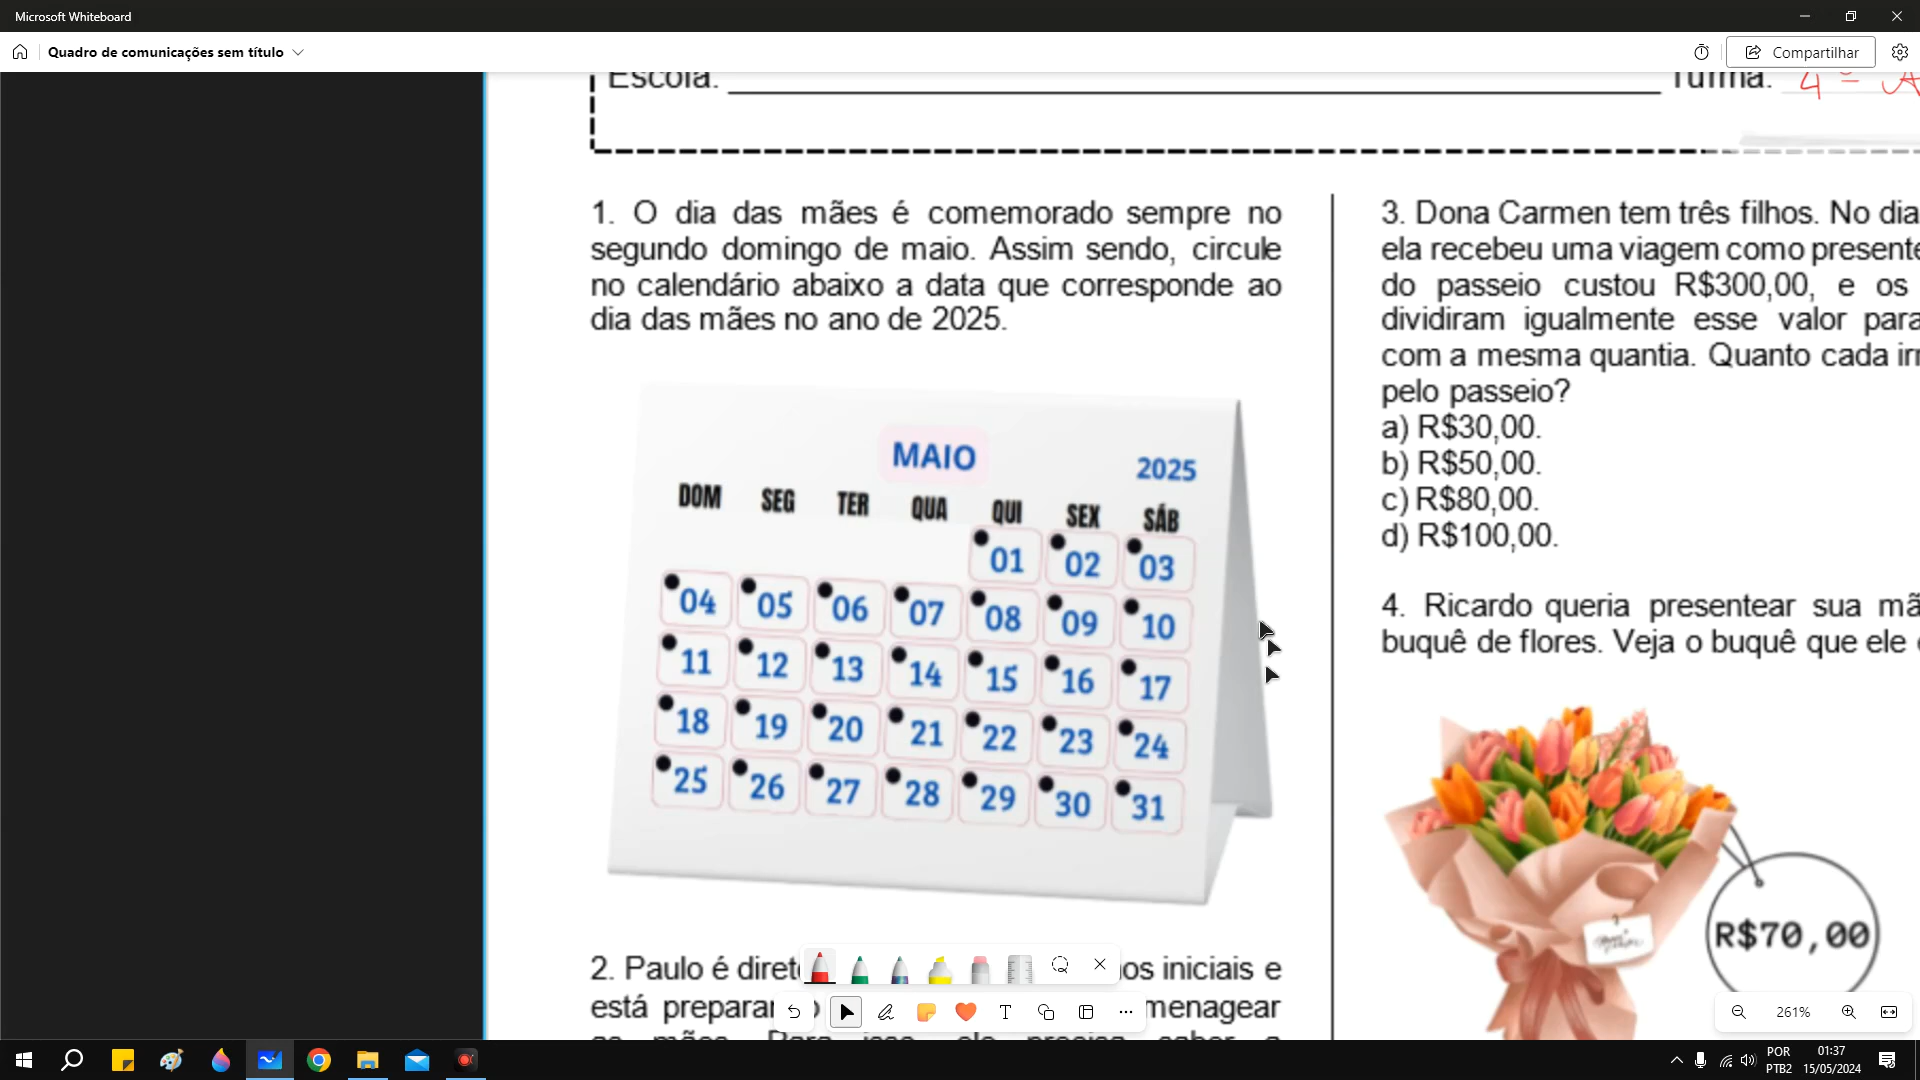 Microsoft Whiteboard
Quadro de comunicações sem título
Compartilhar
Escola:
Turma: 4º A
1. O dia das mães é comemorado sempre no
segundo domingo de maio. Assim sendo, circule
no calendário abaixo a data que corresponde ao
dia das mães no ano de 2025.
MAIO
2025
DOM SEG TER QUA QUI SEX SÁB
01 02 03
04 05 06 07 08 09 10
11 12 13 14 15 16 17
18 19 20 21 22 23 24
25 26 27 28 29 30 31
2. Paulo é diret os iniciais e
está preparan menagear
3. Dona Carmen tem três filhos. No dia
ela recebeu uma viagem como presente
do passeio custou R$300,00, e os
dividiram igualmente esse valor para
com a mesma quantia. Quanto cada irm
pelo passeio?
a) R$30,00.
b) R$50,00.
c) R$80,00.
d) R$100,00.
4. Ricardo queria presentear sua mã
buquê de flores. Veja o buquê que ele
R$70,00
261%
POR
PTB2
01:37
15/05/2024